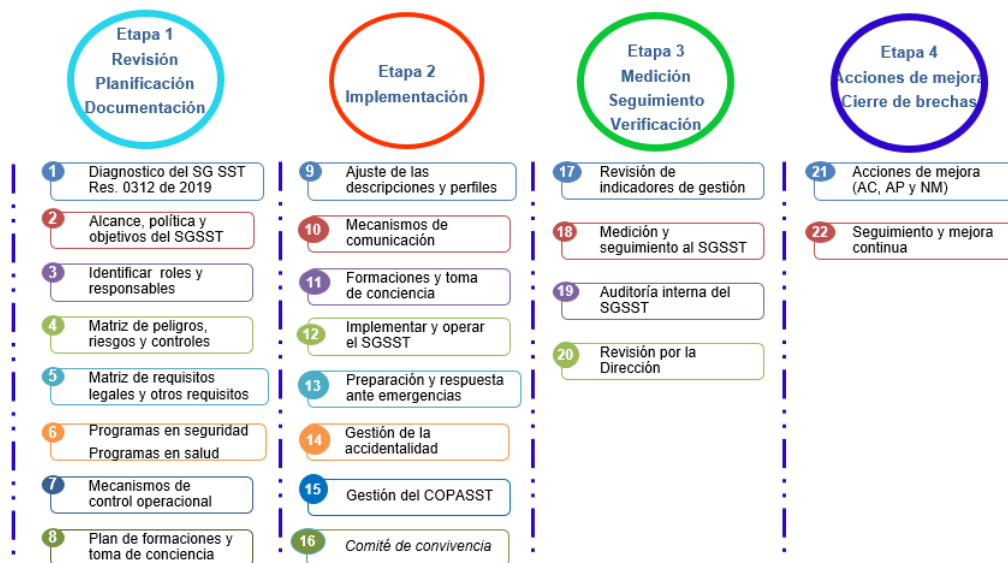 Etapa 1
Revisión
Planificación
Documentación
1
Diagnostico del SG SST
Res. 0312 de 2019
2
Alcance, política y
objetivos del SGSST
3
Identificar roles y
responsables
4
Matriz de peligros,
riesgos y controles
5
Matriz de requisitos
legales y otros requisitos
6
Programas en seguridad
Programas en salud
7
Mecanismos de
control operacional
8
Plan de formaciones y
toma de conciencia
Etapa 2
Implementación
9
Ajuste de las
descripciones y perfiles
10
Mecanismos de
comunicación
11
Formaciones y toma
de conciencia
12
Implementar y operar
el SGSST
13
Preparación y respuesta
ante emergencias
14
Gestión de la
accidentalidad
15
Gestión del COPASST
16
Comité de convivencia
Etapa 3
Medición
Seguimiento
Verificación
17
Revisión de
indicadores de gestión
18
Medición y
seguimiento al SGSST
19
Auditoría interna del
SGSST
20
Revisión por la
Dirección
Etapa 4
Acciones de mejora
Cierre de brechas
21
Acciones de mejora
(AC, AP y NM)
22
Seguimiento y mejora
continua